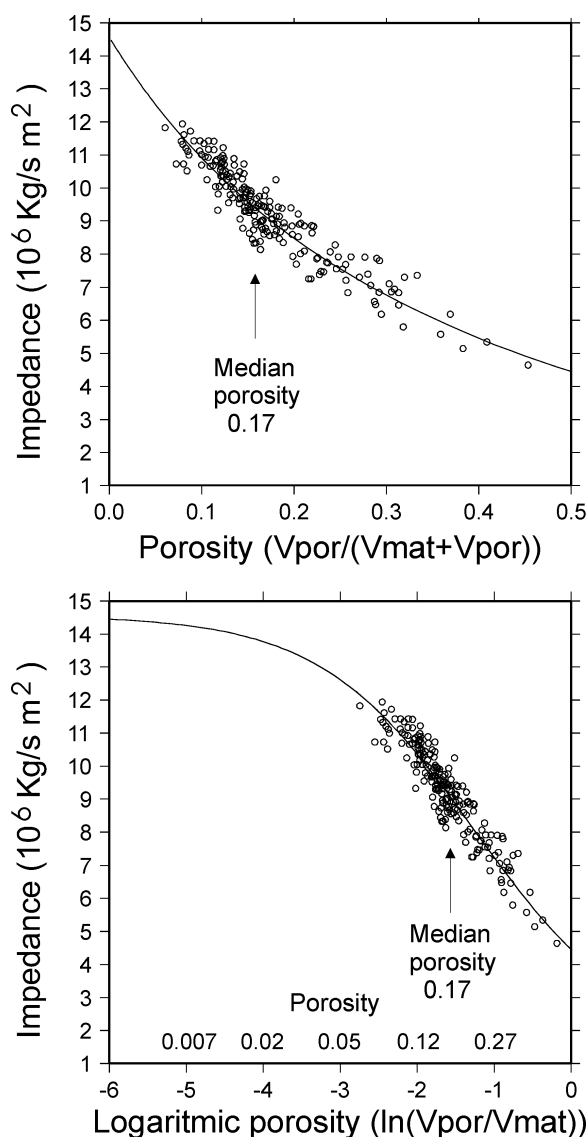 15
14
13
12
11
10
9
8
7
6
5
4
3
2
1
Impedance (10⁶ Kg/s m²)
Median
porosity
0.17
0.0 0.1 0.2 0.3 0.4 0.5
Porosity (Vpor/(Vmat+Vpor))
15
14
13
12
11
10
9
8
7
6
5
4
3
2
1
Impedance (10⁶ Kg/s m²)
Median
porosity
0.17
Porosity
0.007 0.02 0.05 0.12 0.27
-6 -5 -4 -3 -2 -1 0
Logaritmic porosity (ln(Vpor/Vmat))